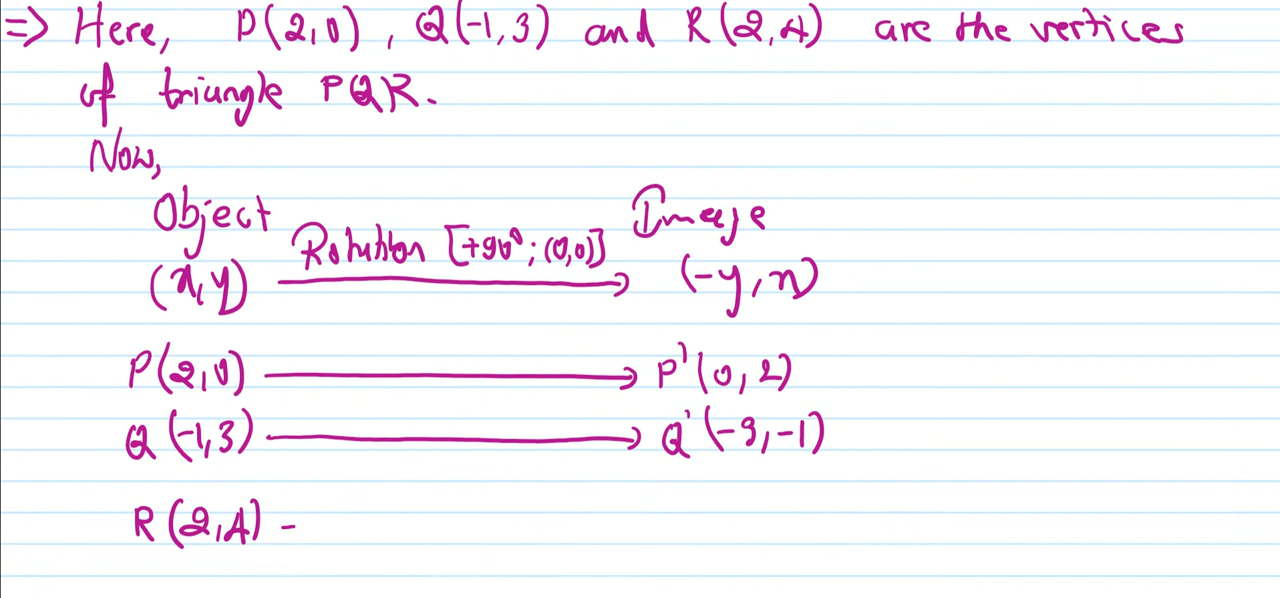 => Here, P(2,0), Q(-1,3) and R(2,4) are the vertices
of triangle PQR.
Now,
Object Rotation [+90°; (0,0)] Image
(x,y) → (-y,x)
P(2,0) → P'(0,2)
Q(-1,3) → Q'(-3,-1)
R(2,4) -